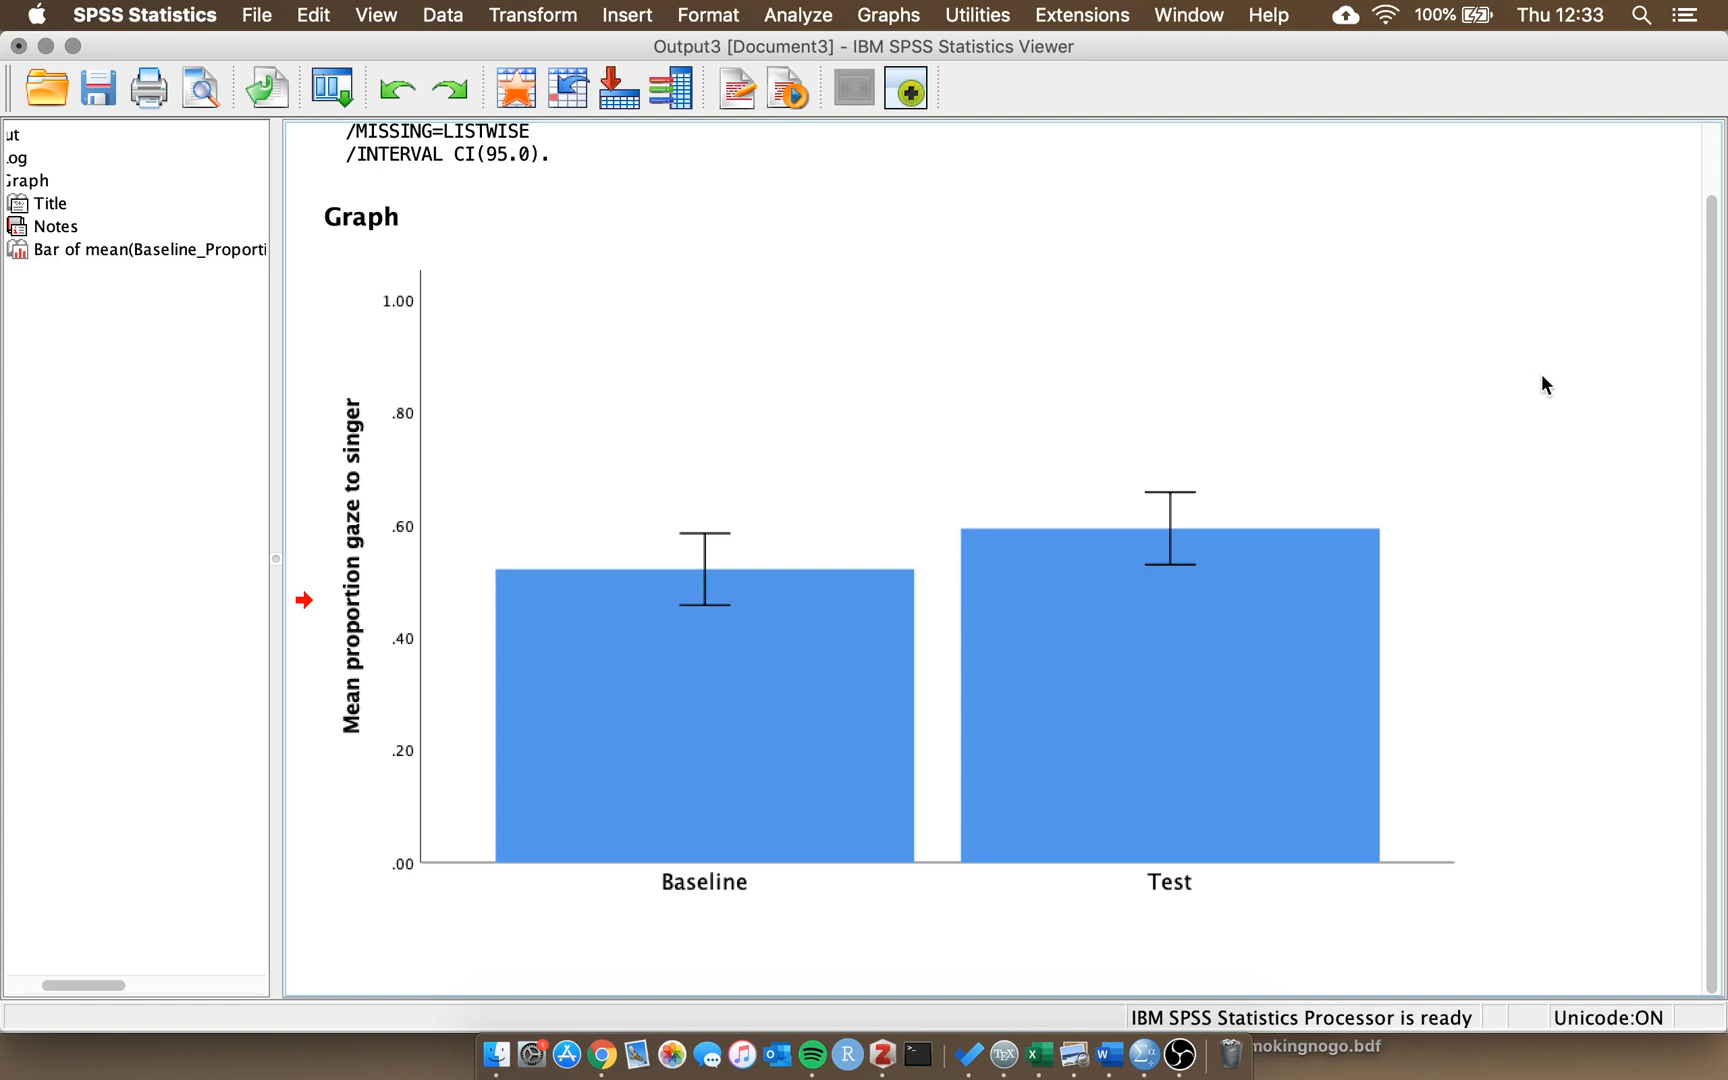 SPSS Statistics File Edit View Data Transform Insert Format Analyze Graphs Utilities Extensions Window Help 100% Thu 12:33
Output3 [Document3] - IBM SPSS Statistics Viewer
ut
og
Graph
Title
Notes
Bar of mean(Baseline_Proporti
/MISSING=LISTWISE
/INTERVAL CI(95.0).
Graph
Mean proportion gaze to singer
1.00
.80
.60
.40
.20
.00
Baseline Test
IBM SPSS Statistics Processor is ready Unicode:ON
mokingnogo.bdf